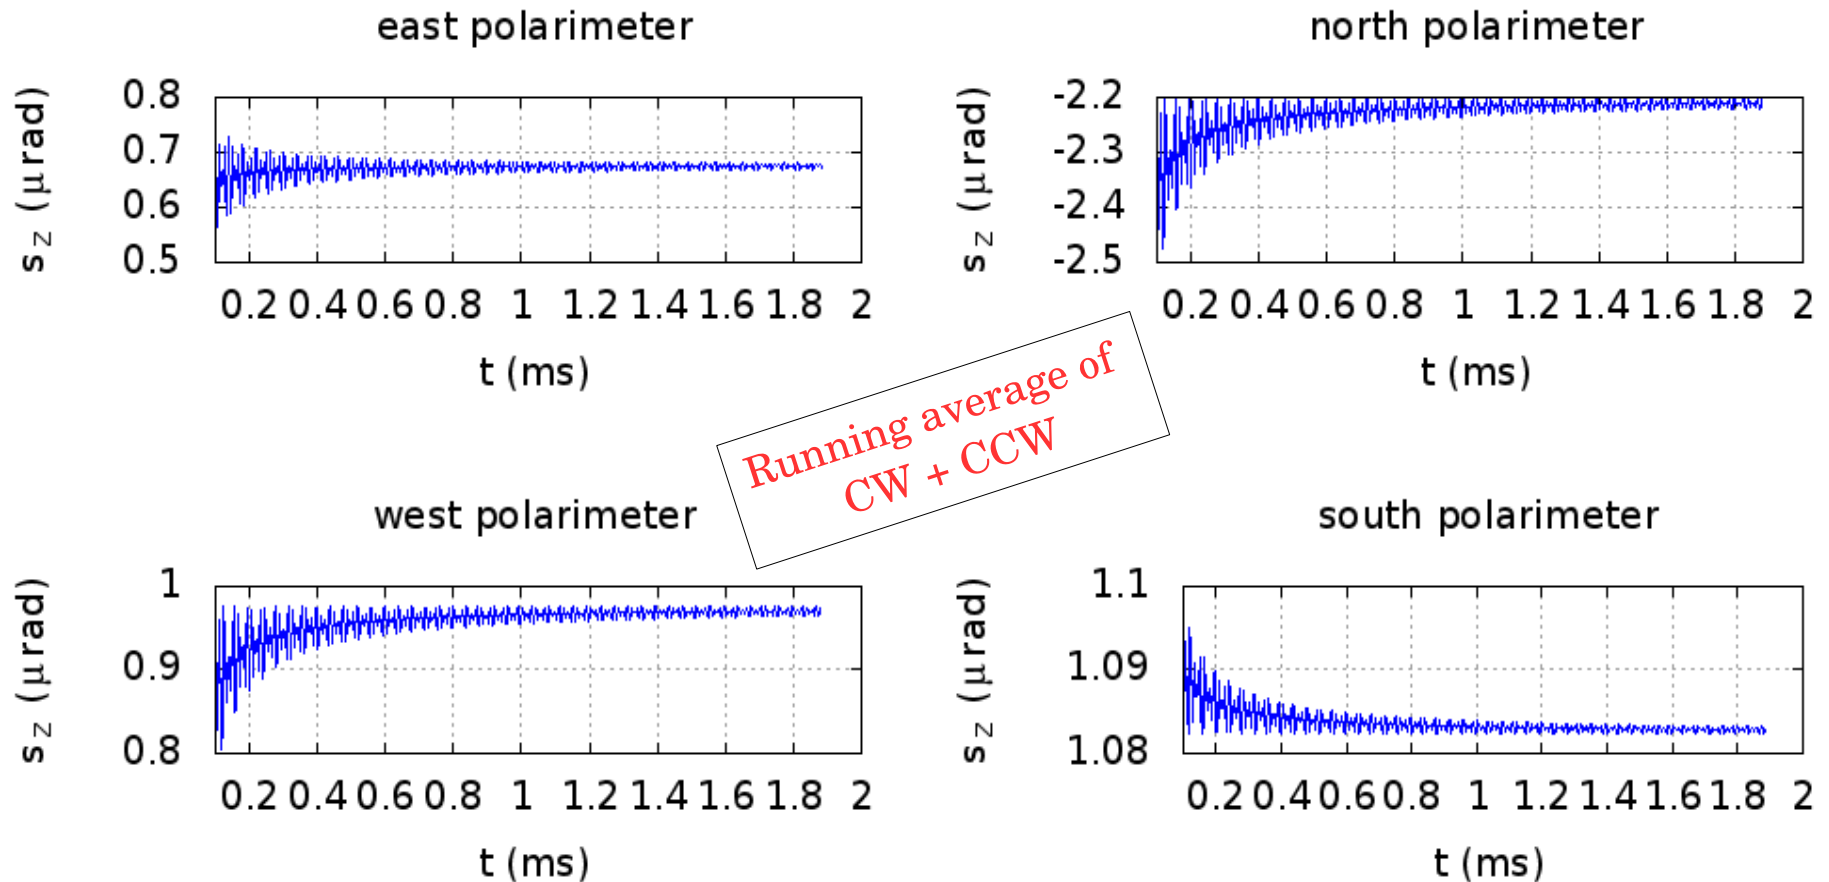 east polarimeter
s Z (μrad)
0.8
0.7
0.6
0.5
0.2 0.4 0.6 0.8 1 1.2 1.4 1.6 1.8 2
t (ms)
north polarimeter
s Z (μrad)
-2.2
-2.3
-2.4
-2.5
0.2 0.4 0.6 0.8 1 1.2 1.4 1.6 1.8 2
t (ms)
Running average of
CW + CCW
west polarimeter
s Z (μrad)
1
0.9
0.8
0.2 0.4 0.6 0.8 1 1.2 1.4 1.6 1.8 2
t (ms)
south polarimeter
s Z (μrad)
1.1
1.09
1.08
0.2 0.4 0.6 0.8 1 1.2 1.4 1.6 1.8 2
t (ms)